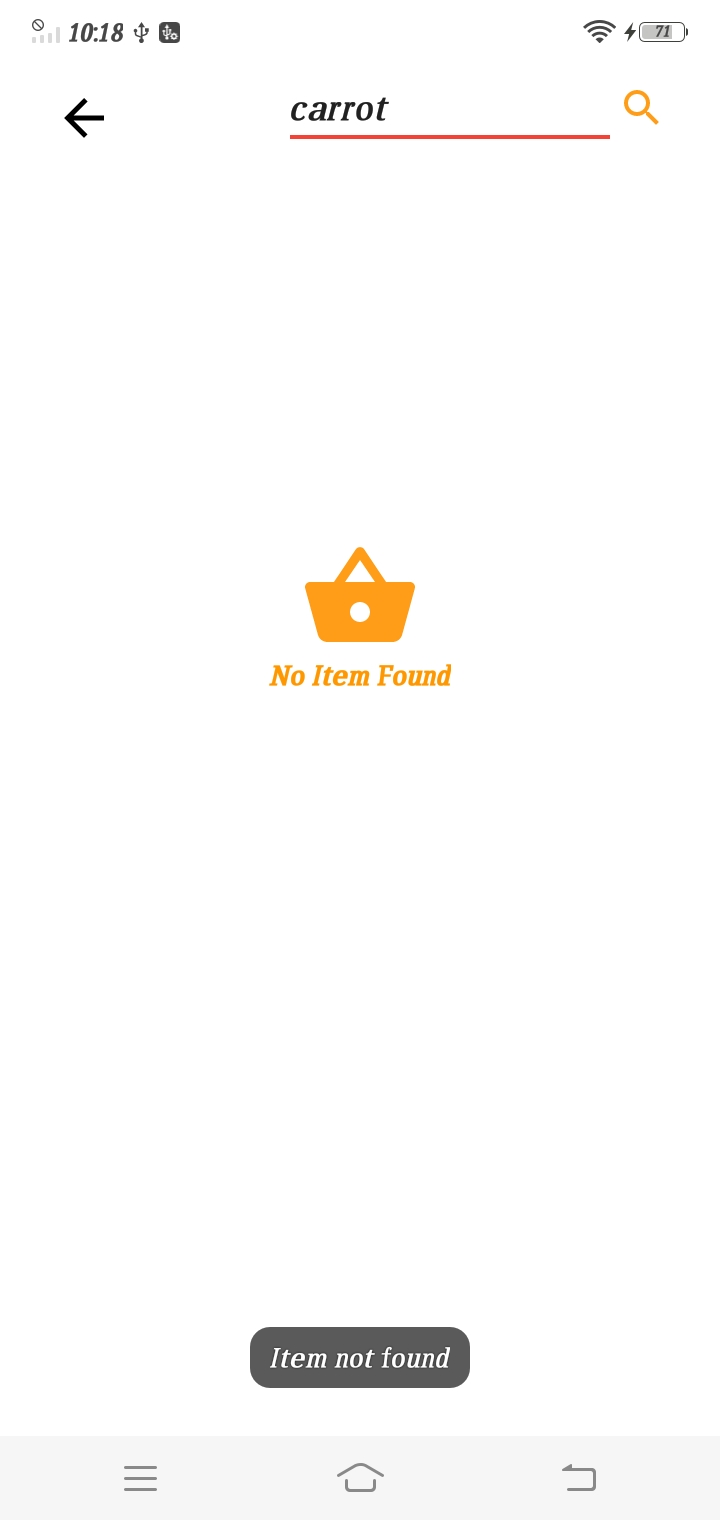 10:18
71
carrot
No Item Found
Item not found